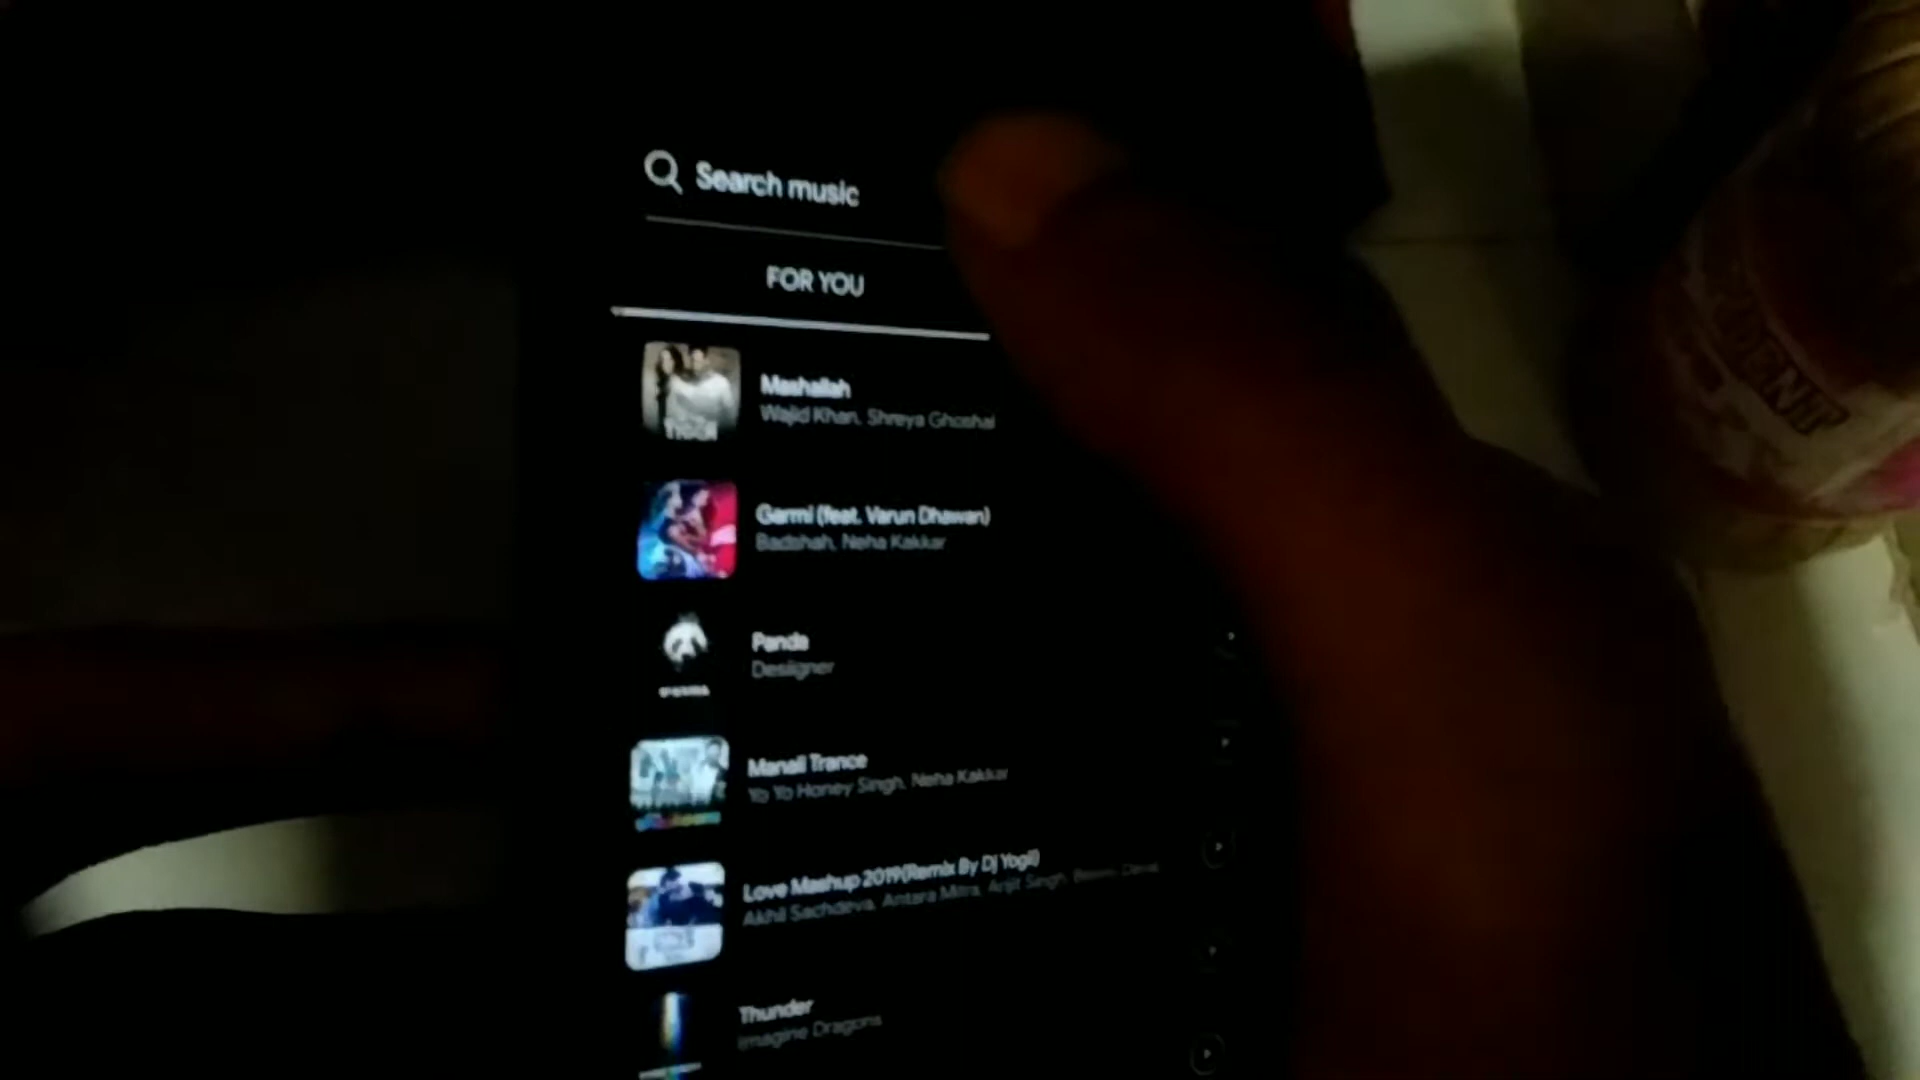 Search music
FOR YOU
Mashallah
Wajid Khan, Shreya Ghoshal
Garmi (feat. Varun Dhawan)
Badshah, Neha Kakkar
Panda
Desiigner
Manali Trance
Yo Yo Honey Singh, Neha Kakkar
Love Mashup 2019(Remix By Dj Yogii)
Akhil Sachdeva, Antara Mitra, Arijit Singh,
Thunder
Imagine Dragons